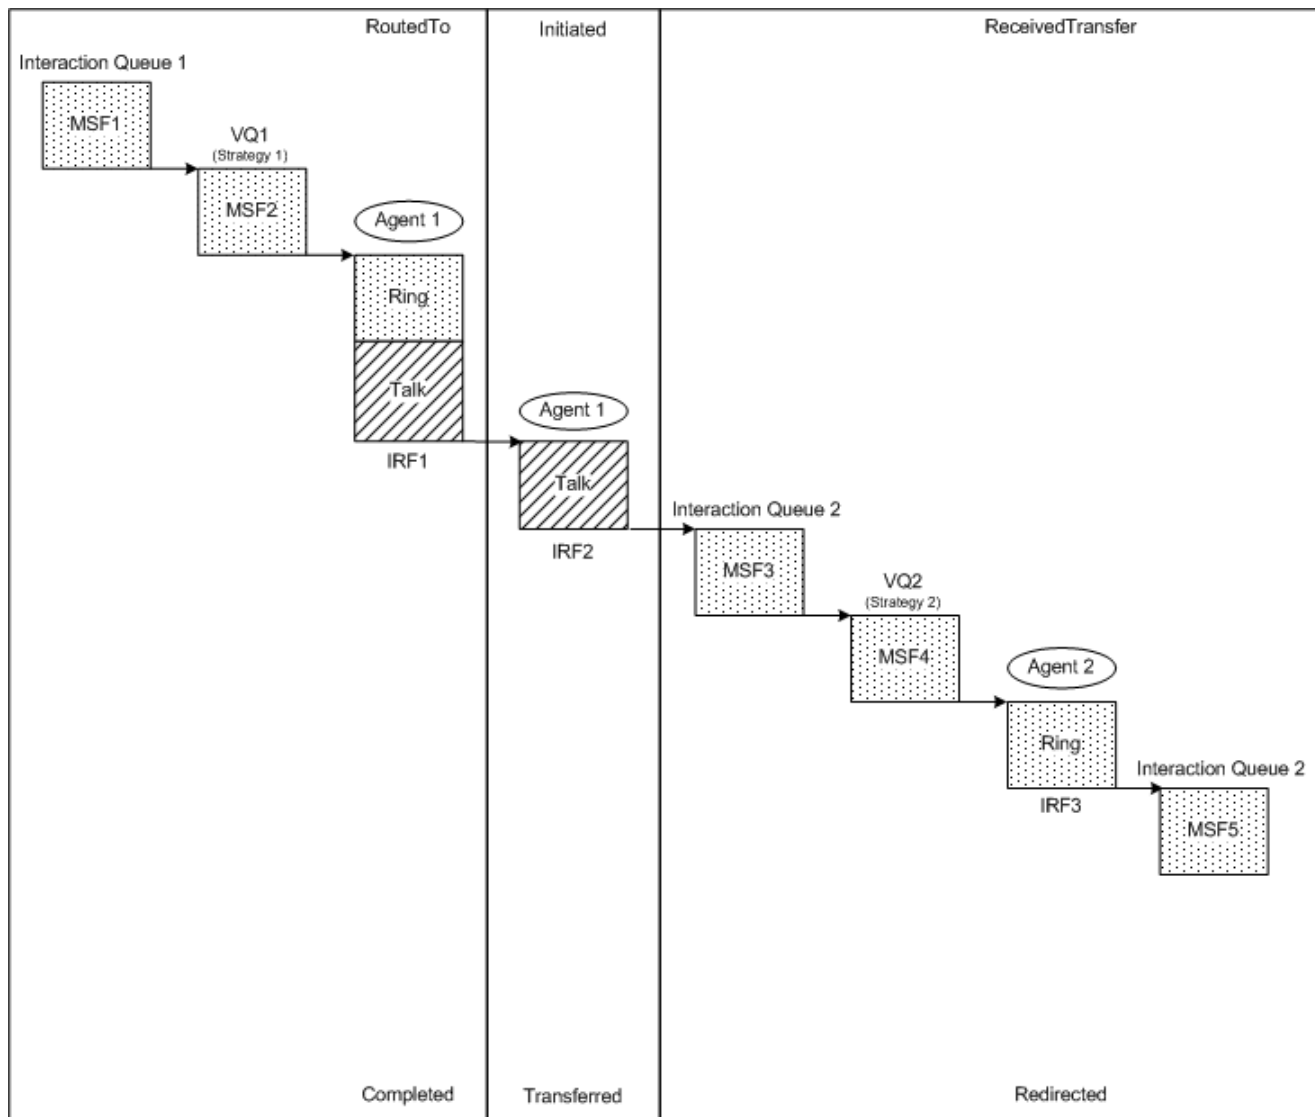 RoutedTo
Initiated
ReceivedTransfer
Interaction Queue 1
MSF1
VQ1
(Strategy 1)
MSF2
Agent 1
Ring
Talk
IRF1
Agent 1
Talk
IRF2
Interaction Queue 2
MSF3
VQ2
(Strategy 2)
MSF4
Agent 2
Ring
IRF3
Interaction Queue 2
MSF5
Completed
Transferred
Redirected